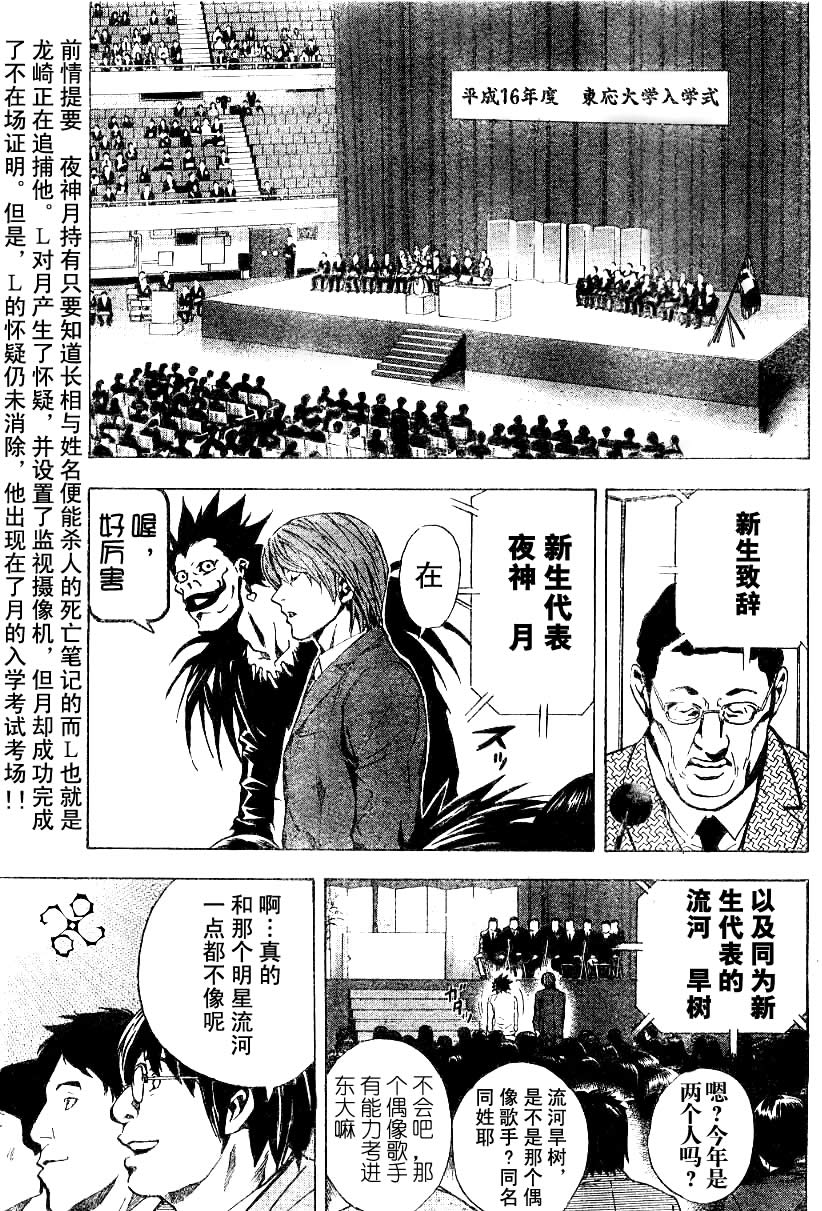 平成16年度　東応大学入学式
前情提要　夜神月持有只要知道长相与姓名便能杀人的死亡笔记的而L也就是
龙崎正在追捕他。L对月产生了怀疑，并设置了监视摄像机，但月却成功完成
了不在场证明。但是，L的怀疑仍未消除，他出现在了月的入学考试考场！！
新生致辞
新生代表
夜神　月
在
喔，
好厉害
スッ
以及同为新
生代表的
流河　旱树
ガタッ
嗯？今年是
两个人吗？
流河旱树，
是不是那个偶
像歌手？同名
同姓耶
不会吧，那
个偶像歌手
有能力考进
东大嘛
啊…真的
和那个明星流河
一点都不像呢